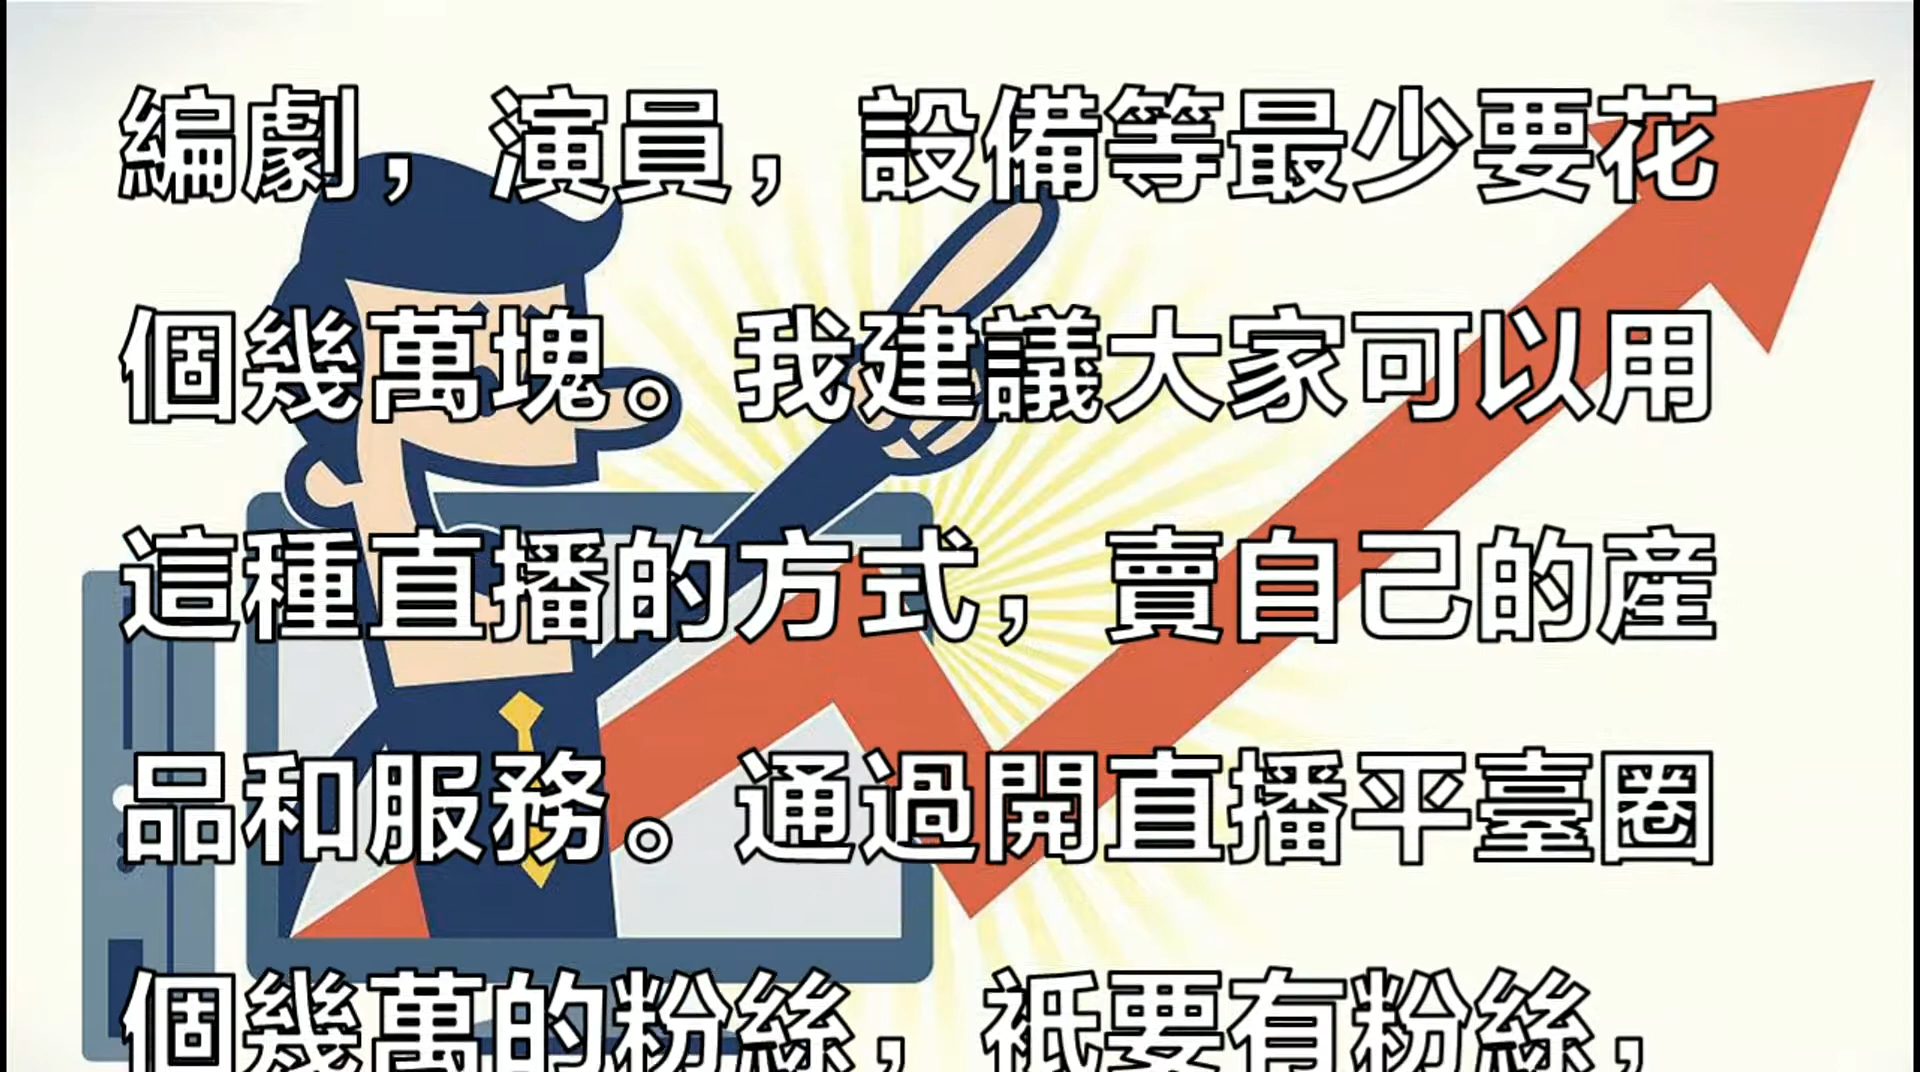 編劇，演員，設備等最少要花
個幾萬塊。我建議大家可以用
這種直播的方式，賣自己的産
品和服務。通過開直播平臺圈
個幾萬的粉絲，衹要有粉絲，